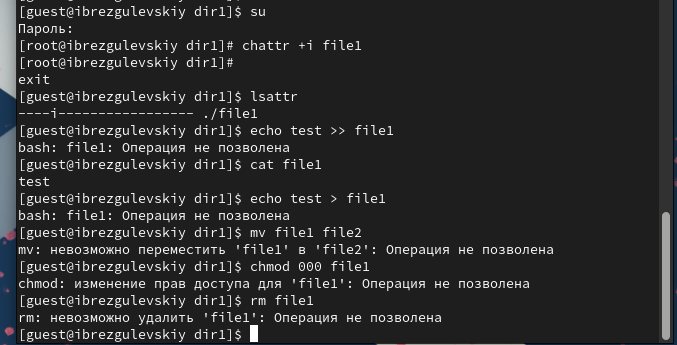 [guest@ibrezgulevskiy dir1]$ su
Пароль:
[root@ibrezgulevskiy dir1]# chattr +i file1
[root@ibrezgulevskiy dir1]#
exit
[guest@ibrezgulevskiy dir1]$ lsattr
----i----------------- ./file1
[guest@ibrezgulevskiy dir1]$ echo test >> file1
bash: file1: Операция не позволена
[guest@ibrezgulevskiy dir1]$ cat file1
test
[guest@ibrezgulevskiy dir1]$ echo test > file1
bash: file1: Операция не позволена
[guest@ibrezgulevskiy dir1]$ mv file1 file2
mv: невозможно переместить 'file1' в 'file2': Операция не позволена
[guest@ibrezgulevskiy dir1]$ chmod 000 file1
chmod: изменение прав доступа для 'file1': Операция не позволена
[guest@ibrezgulevskiy dir1]$ rm file1
rm: невозможно удалить 'file1': Операция не позволена
[guest@ibrezgulevskiy dir1]$